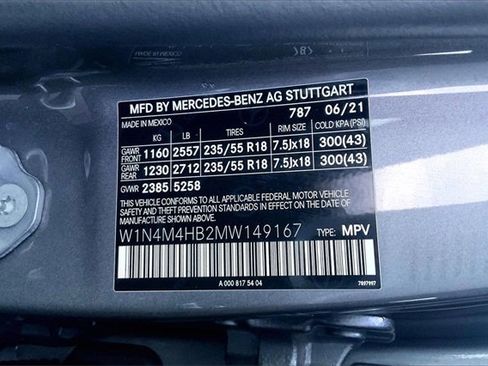 MFD BY MERCEDES-BENZ AG STUTTGART
MADE IN MEXICO 787 06/21
KG LB TIRES RIM SIZE COLD KPA (PSI)
GAWR FRONT 1160 2557 235/55 R18 7.5Jx18 300(43)
GAWR REAR 1230 2712 235/55 R18 7.5Jx18 300(43)
GVWR 2385 5258
THIS VEHICLE CONFORMS TO ALL APPLICABLE FEDERAL MOTOR
VEHICLE SAFETY STANDARDS IN EFFECT ON THE DATE OF
MANUFACTURE SHOWN ABOVE.
W1N4M4HB2MW149167 TYPE: MPV
A 000 817 54 04 7897997